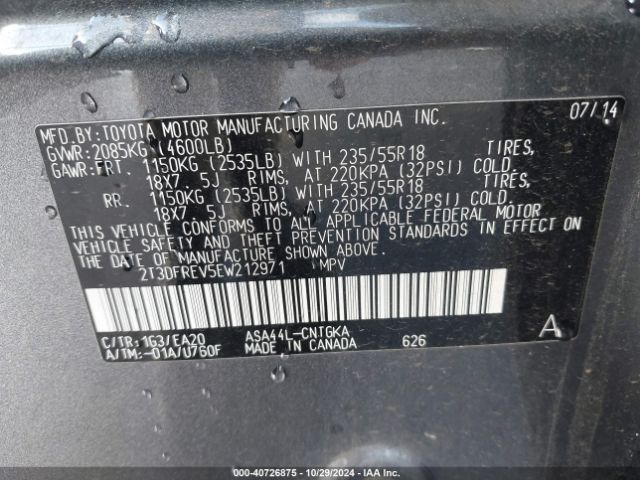 MFD. BY: TOYOTA MOTOR MANUFACTURING CANADA INC. 07/14
GVWR: 2085KG (4600LB)
GAWR: FRT. 1150KG (2535LB) WITH 235/55R18 TIRES,
18X7. 5J RIMS, AT 220KPA (32PSI) COLD.
RR. 1150KG (2535LB) WITH 235/55R18 TIRES,
18X7. 5J RIMS, AT 220KPA (32PSI) COLD.
THIS VEHICLE CONFORMS TO ALL APPLICABLE FEDERAL MOTOR
VEHICLE SAFETY AND THEFT PREVENTION STANDARDS IN EFFECT ON
THE DATE OF MANUFACTURE SHOWN ABOVE.
2T3DFREV5EW212971 MPV
C/TR: 1G3/EA20 ASA44L-CNTGKA A
A/TM: -01A/U760F MADE IN CANADA 626
© - 40726875 - 10/29/2024 - IAA Inc.